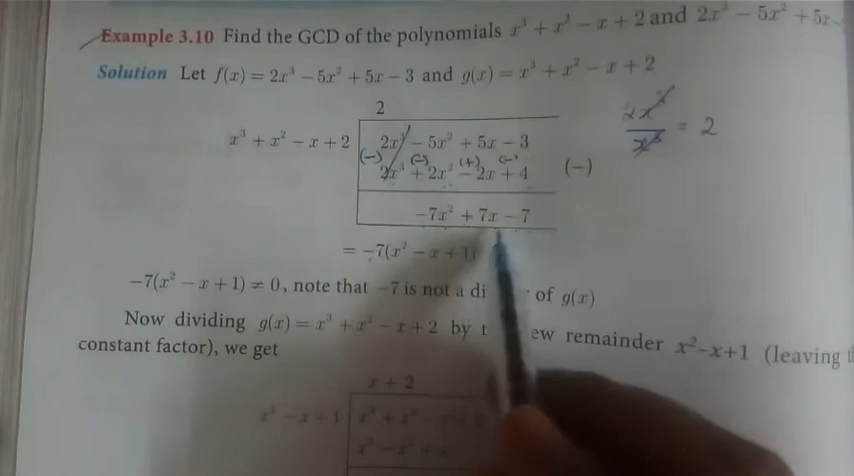 Example 3.10 Find the GCD of the polynomials x³ + x² − x + 2 and 2x³ − 5x² + 5x
Solution Let f(x) = 2x³ − 5x² + 5x − 3 and g(x) = x³ + x² − x + 2
2
x³ + x² − x + 2 2x³ − 5x² + 5x − 3
(−) (−) (+) (−)
2x³ + 2x² − 2x + 4 (−)
2x³/x³ = 2
−7x² + 7x − 7
= −7(x² − x + 1)
−7(x² − x + 1) ≠ 0, note that −7 is not a di of g(x)
Now dividing g(x) = x³ + x² − x + 2 by t ew remainder x²−x+1 (leaving
constant factor), we get
x + 2
x² − x + 1 x³ + x² − x + 2
x³ − x² + x